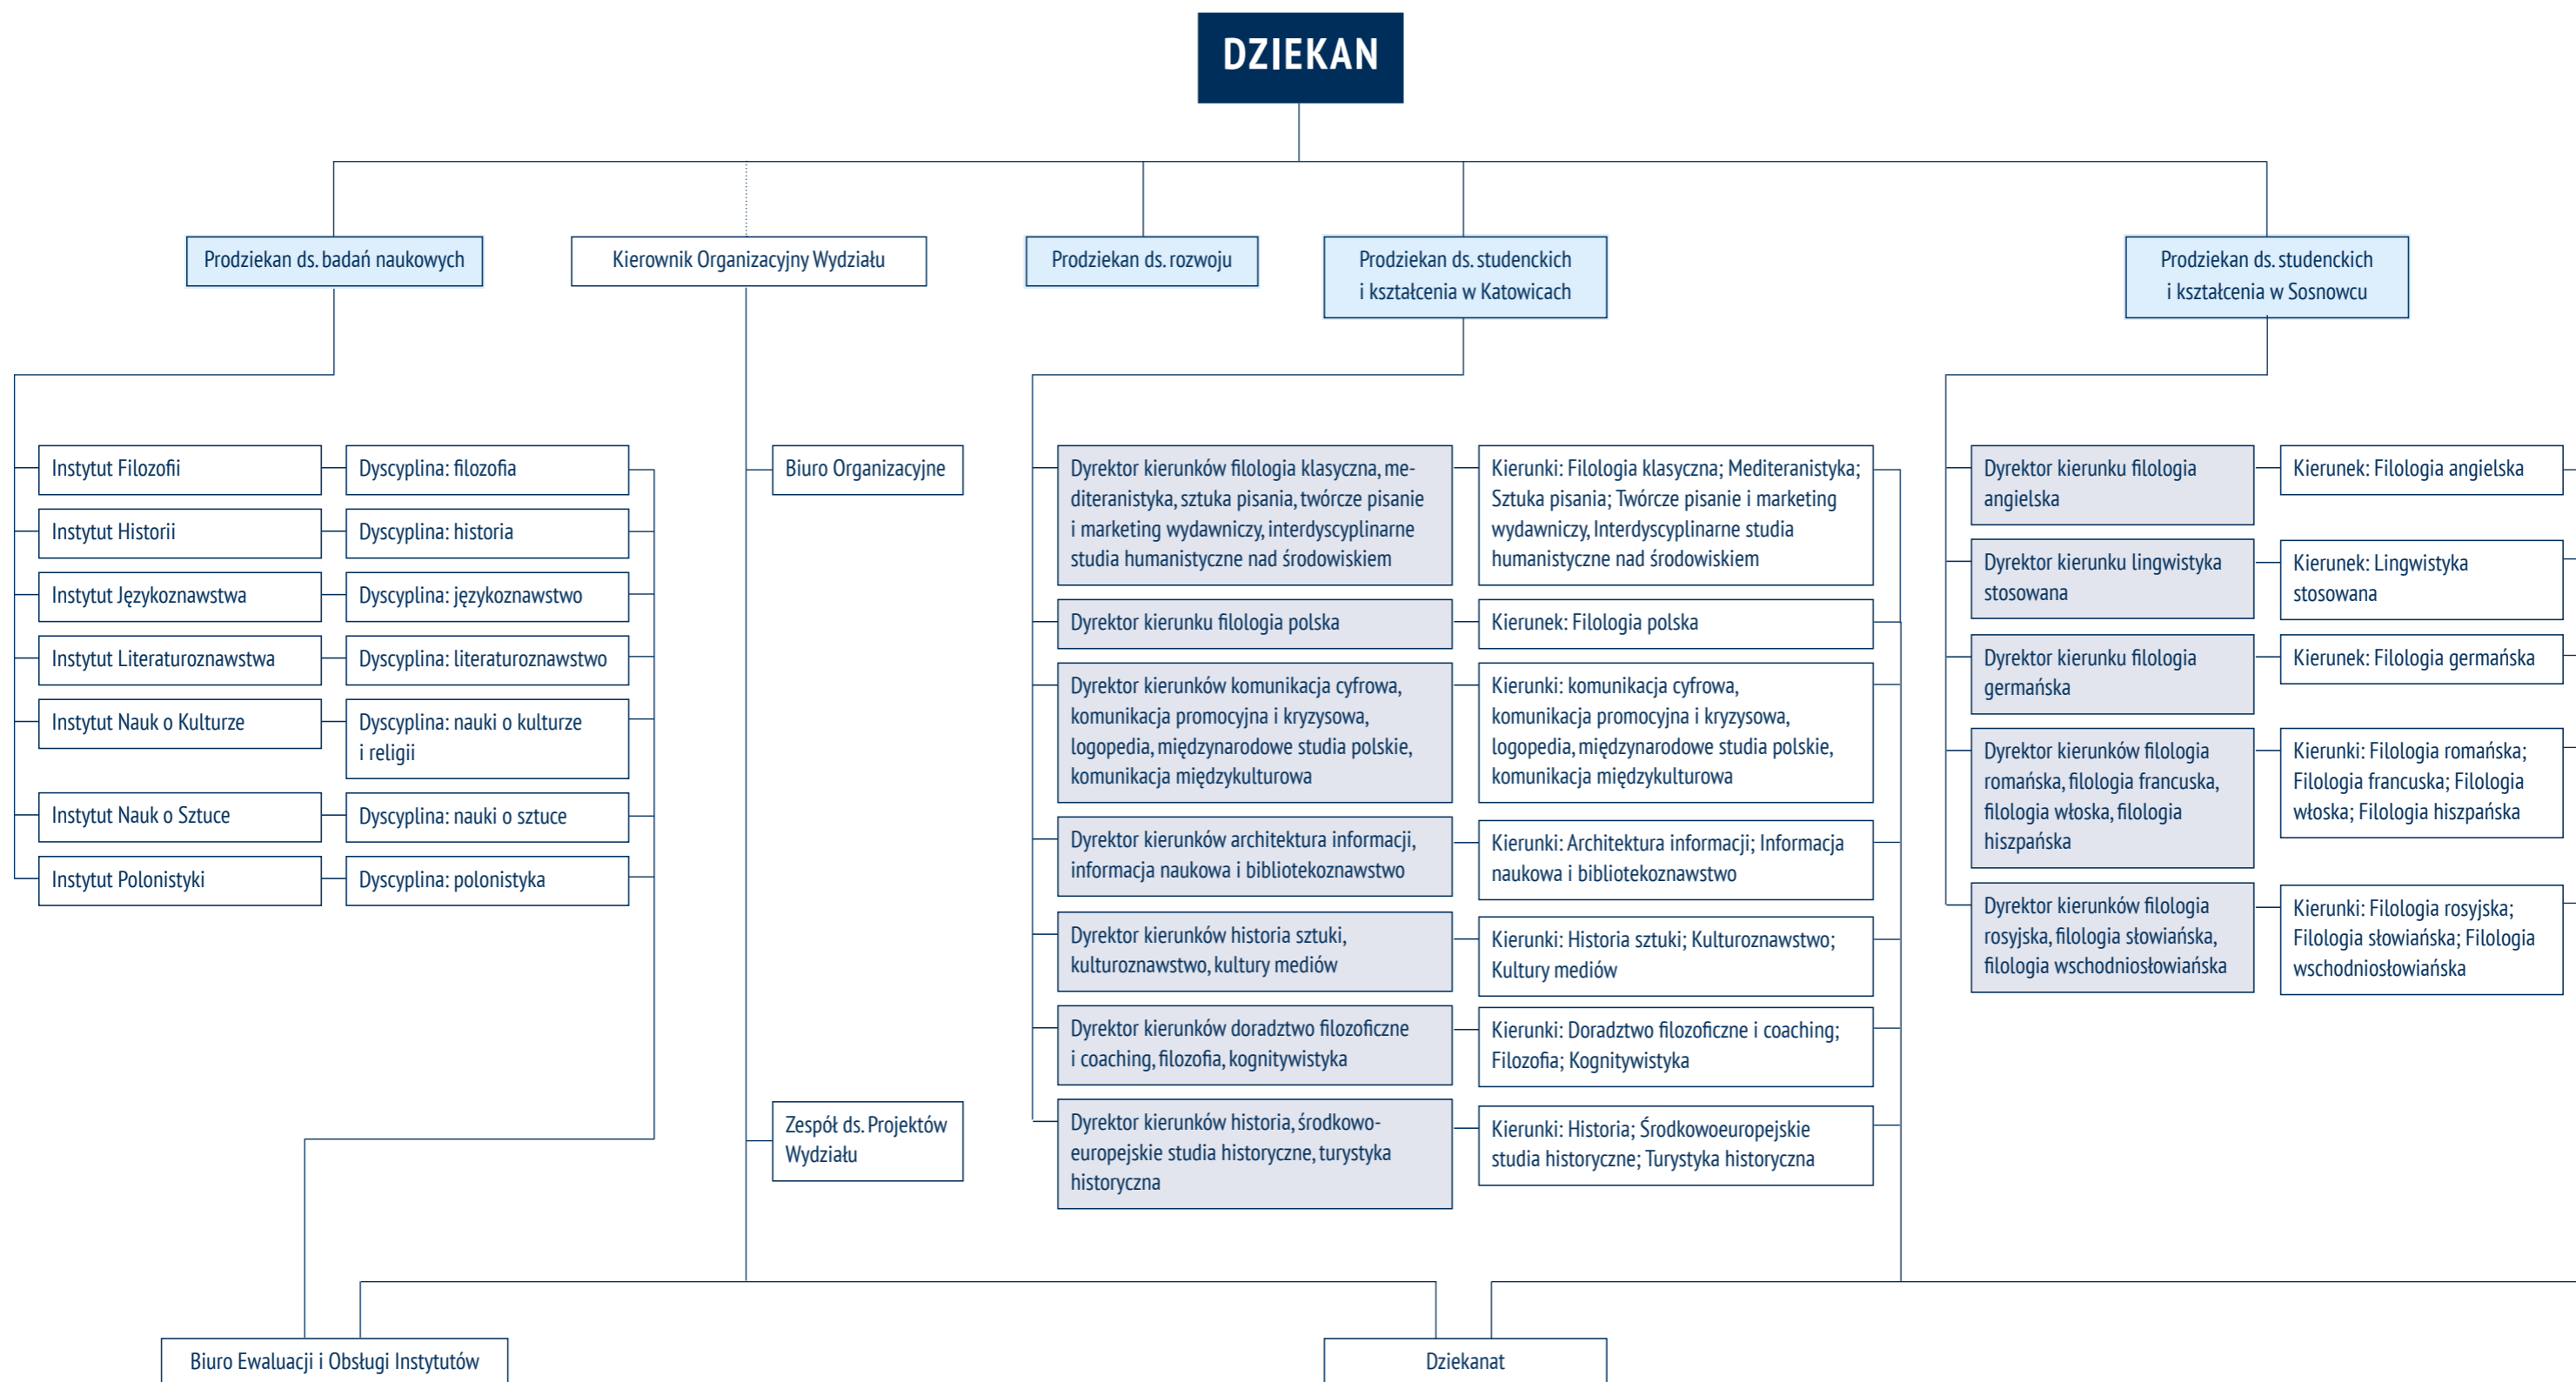 DZIEKAN
Prodziekan ds. badań naukowych
Kierownik Organizacyjny Wydziału
Prodziekan ds. rozwoju
Prodziekan ds. studenckich
i kształcenia w Katowicach
Prodziekan ds. studenckich
i kształcenia w Sosnowcu
Instytut Filozofii
Dyscyplina: filozofia
Instytut Historii
Dyscyplina: historia
Instytut Językoznawstwa
Dyscyplina: językoznawstwo
Instytut Literaturoznawstwa
Dyscyplina: literaturoznawstwo
Instytut Nauk o Kulturze
Dyscyplina: nauki o kulturze
i religii
Instytut Nauk o Sztuce
Dyscyplina: nauki o sztuce
Instytut Polonistyki
Dyscyplina: polonistyka
Biuro Organizacyjne
Zespół ds. Projektów
Wydziału
Dyrektor kierunków filologia klasyczna, me-
diteranistyka, sztuka pisania, twórcze pisanie
i marketing wydawniczy, interdyscyplinarne
studia humanistyczne nad środowiskiem
Kierunki: Filologia klasyczna; Mediteranistyka;
Sztuka pisania; Twórcze pisanie i marketing
wydawniczy, Interdyscyplinarne studia
humanistyczne nad środowiskiem
Dyrektor kierunku filologia polska
Kierunek: Filologia polska
Dyrektor kierunków komunikacja cyfrowa,
komunikacja promocyjna i kryzysowa,
logopedia, międzynarodowe studia polskie,
komunikacja międzykulturowa
Kierunki: komunikacja cyfrowa,
komunikacja promocyjna i kryzysowa,
logopedia, międzynarodowe studia polskie,
komunikacja międzykulturowa
Dyrektor kierunków architektura informacji,
informacja naukowa i bibliotekoznawstwo
Kierunki: Architektura informacji; Informacja
naukowa i bibliotekoznawstwo
Dyrektor kierunków historia sztuki,
kulturoznawstwo, kultury mediów
Kierunki: Historia sztuki; Kulturoznawstwo;
Kultury mediów
Dyrektor kierunków doradztwo filozoficzne
i coaching, filozofia, kognitywistyka
Kierunki: Doradztwo filozoficzne i coaching;
Filozofia; Kognitywistyka
Dyrektor kierunków historia, środkowo-
europejskie studia historyczne, turystyka
historyczna
Kierunki: Historia; Środkowoeuropejskie
studia historyczne; Turystyka historyczna
Dyrektor kierunku filologia
angielska
Kierunek: Filologia angielska
Dyrektor kierunku lingwistyka
stosowana
Kierunek: Lingwistyka
stosowana
Dyrektor kierunku filologia
germańska
Kierunek: Filologia germańska
Dyrektor kierunków filologia
romańska, filologia francuska,
filologia włoska, filologia
hiszpańska
Kierunki: Filologia romańska;
Filologia francuska; Filologia
włoska; Filologia hiszpańska
Dyrektor kierunków filologia
rosyjska, filologia słowiańska,
filologia wschodniosłowiańska
Kierunki: Filologia rosyjska;
Filologia słowiańska; Filologia
wschodniosłowiańska
Biuro Ewaluacji i Obsługi Instytutów
Dziekanat